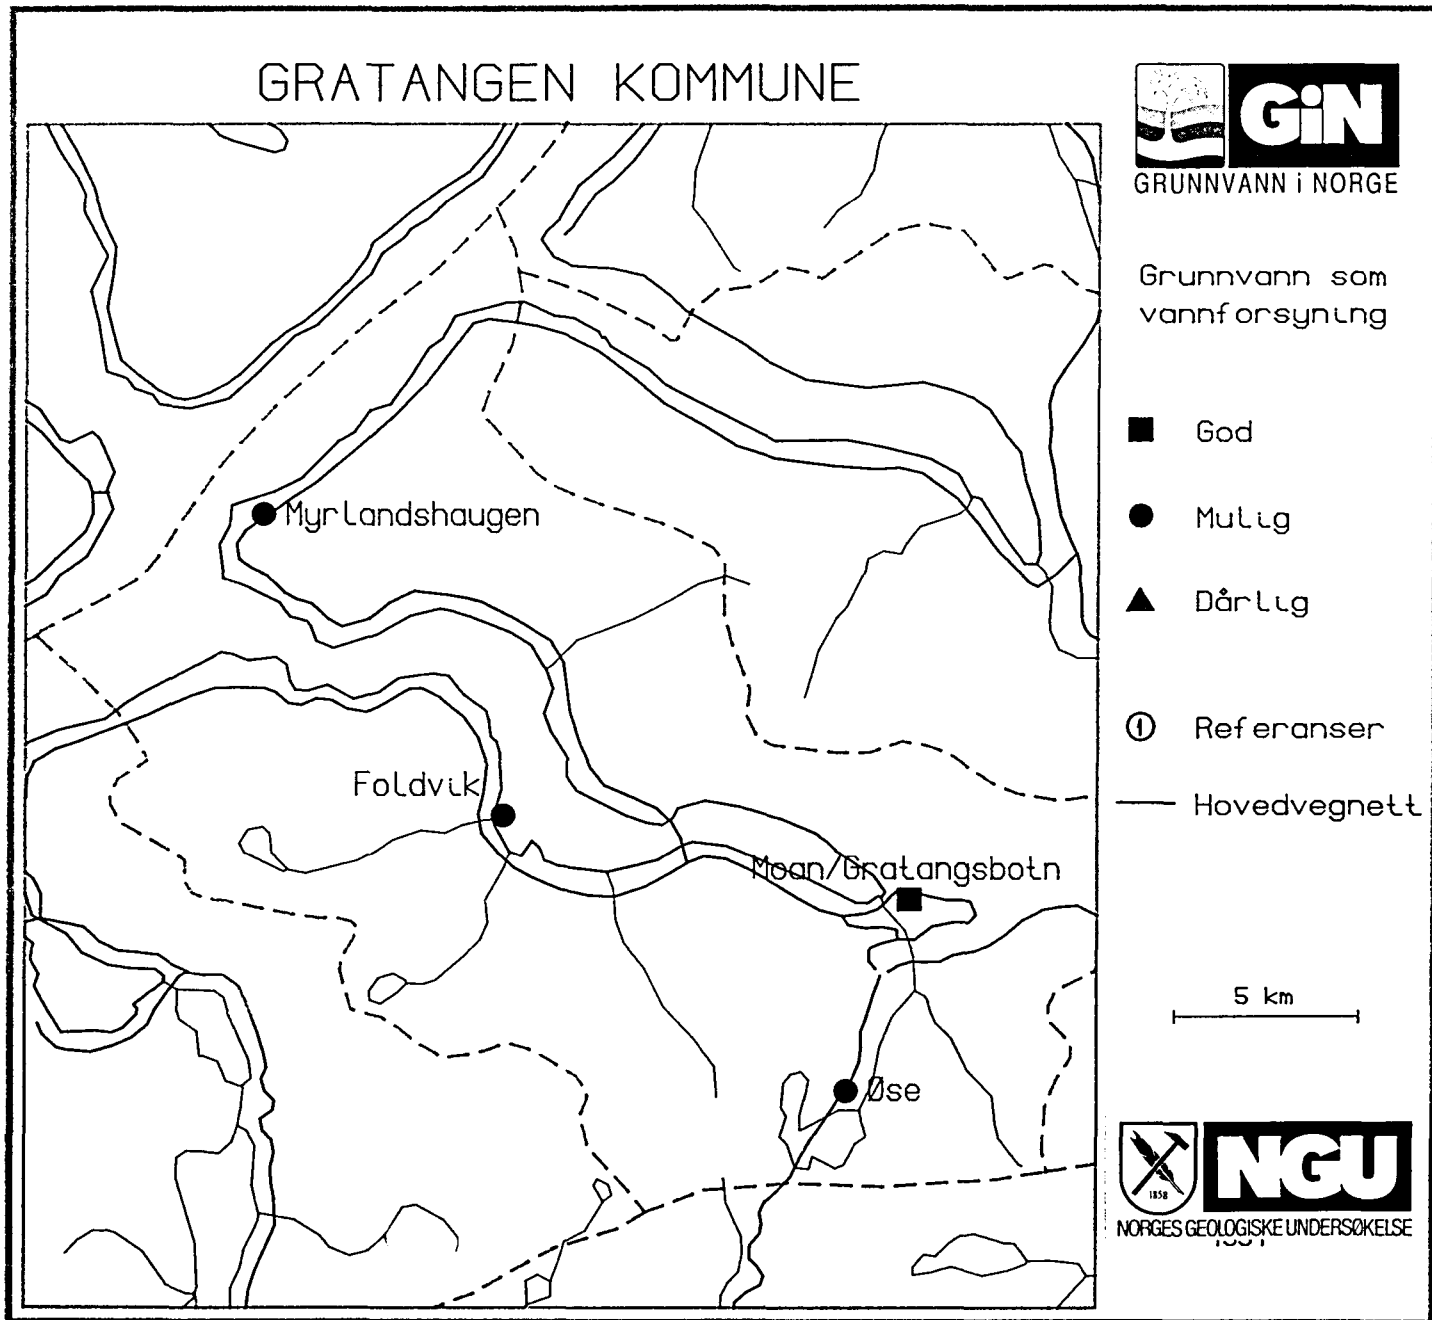 GRATANGEN KOMMUNE
GiN
GRUNNVANN i NORGE
Grunnvann som
vannforsyning
God
Mulig
Dårlig
1 Referanser
Hovedvegnett
5 km
Myrlandshaugen
Foldvik
Moan/Gratangsbotn
Øse
1858
NGU
NORGES GEOLOGISKE UNDERSØKELSE